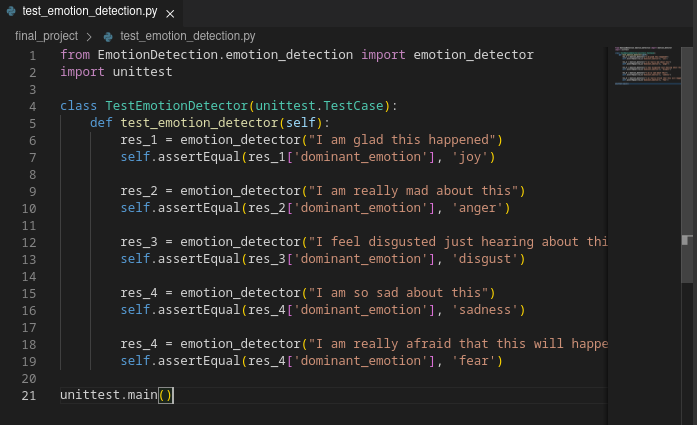 test_emotion_detection.py
final_project > test_emotion_detection.py
1 from EmotionDetection.emotion_detection import emotion_detector
2 import unittest
3
4 class TestEmotionDetector(unittest.TestCase):
5     def test_emotion_detector(self):
6         res_1 = emotion_detector("I am glad this happened")
7         self.assertEqual(res_1['dominant_emotion'], 'joy')
8
9         res_2 = emotion_detector("I am really mad about this")
10         self.assertEqual(res_2['dominant_emotion'], 'anger')
11
12         res_3 = emotion_detector("I feel disgusted just hearing about thi
13         self.assertEqual(res_3['dominant_emotion'], 'disgust')
14
15         res_4 = emotion_detector("I am so sad about this")
16         self.assertEqual(res_4['dominant_emotion'], 'sadness')
17
18         res_4 = emotion_detector("I am really afraid that this will happe
19         self.assertEqual(res_4['dominant_emotion'], 'fear')
20
21 unittest.main()